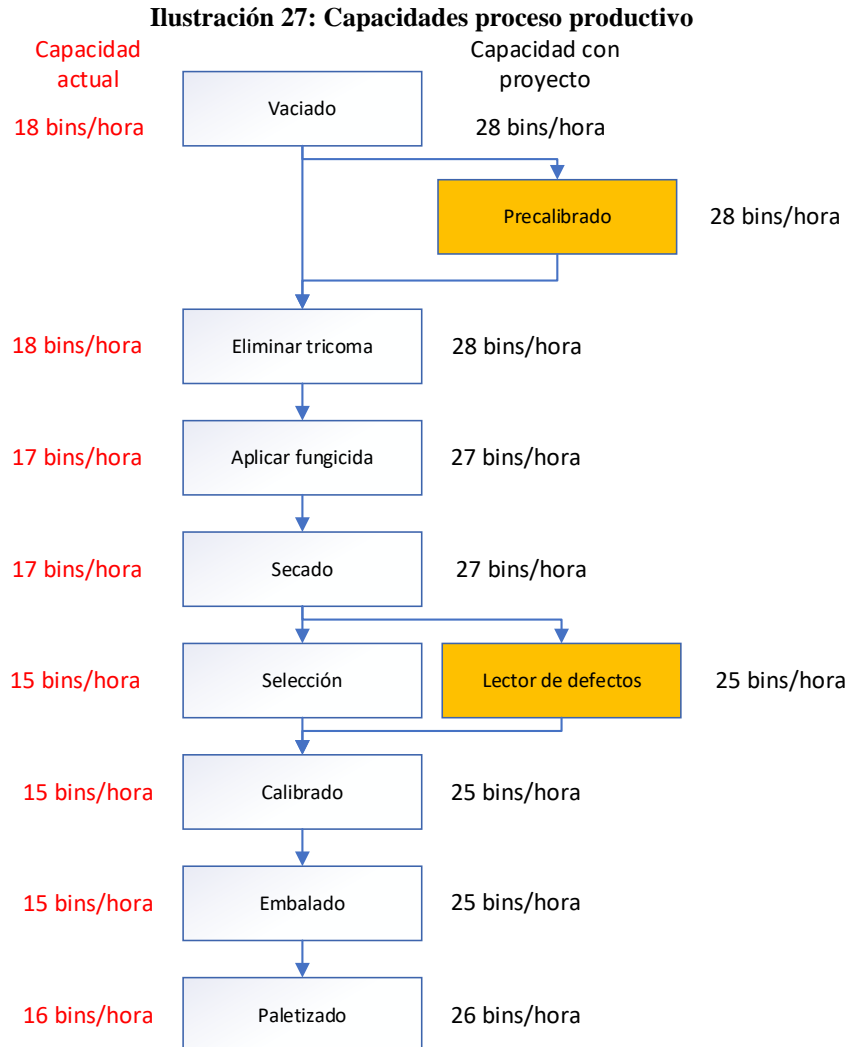 Ilustración 27: Capacidades proceso productivo
Capacidad
actual
Capacidad con
proyecto
18 bins/hora
Vaciado
28 bins/hora
Precalibrado
28 bins/hora
18 bins/hora
Eliminar tricoma
28 bins/hora
17 bins/hora
Aplicar fungicida
27 bins/hora
17 bins/hora
Secado
27 bins/hora
15 bins/hora
Selección
Lector de defectos
25 bins/hora
15 bins/hora
Calibrado
25 bins/hora
15 bins/hora
Embalado
25 bins/hora
16 bins/hora
Paletizado
26 bins/hora